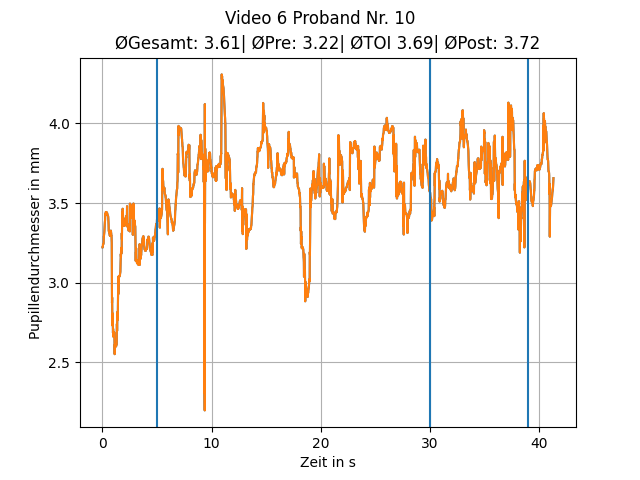 Video 6 Proband Nr. 10
ØGesamt: 3.61| ØPre: 3.22| ØTOI 3.69| ØPost: 3.72
4.0
3.5
3.0
2.5
Pupillendurchmesser in mm
0 10 20 30 40
Zeit in s